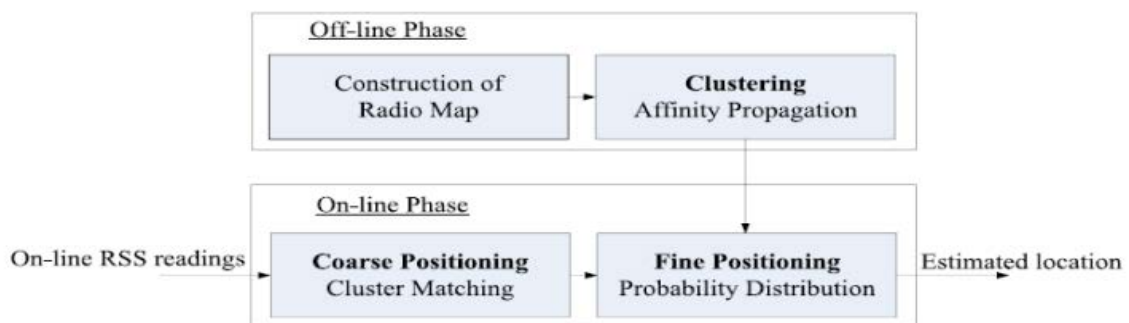 Off-line Phase
Construction of
Radio Map
Clustering
Affinity Propagation
On-line Phase
On-line RSS readings
Coarse Positioning
Cluster Matching
Fine Positioning
Probability Distribution
Estimated location